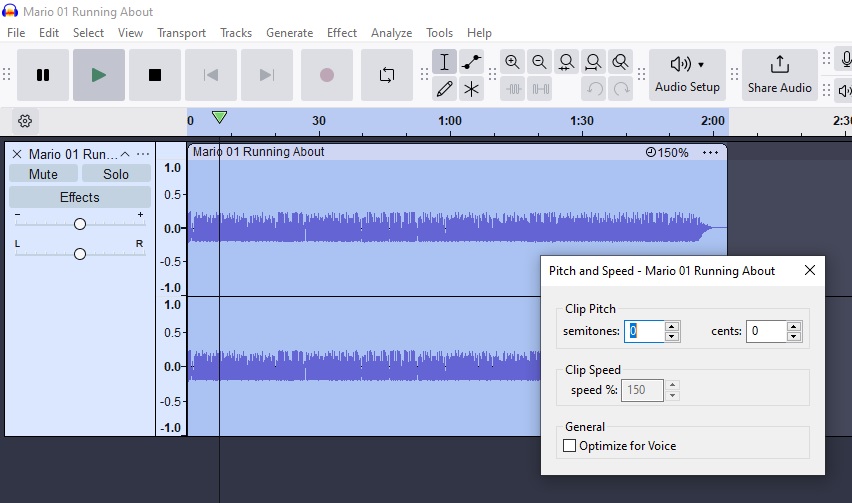 Mario 01 Running About
File Edit Select View Transport Tracks Generate Effect Analyze Tools Help
Audio Setup
Share Audio
0 30 1:00 1:30 2:00 2:30
Mario 01 Run...
Mute Solo
Effects
- +
L R
1.0
0.5
0.0
-0.5
-1.0
1.0
0.5
0.0
-0.5
-1.0
Mario 01 Running About 150% ...
Pitch and Speed - Mario 01 Running About
Clip Pitch
semitones: 0 cents: 0
Clip Speed
speed %: 150
General
Optimize for Voice